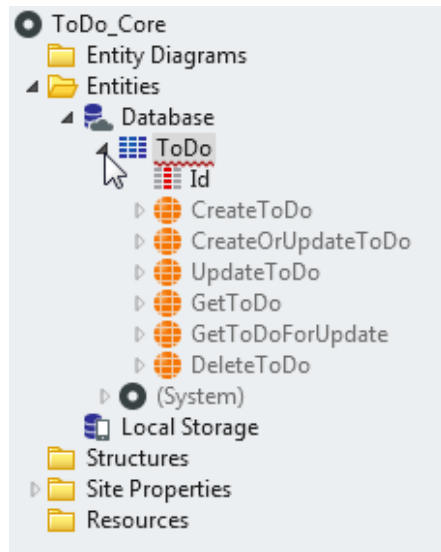 ToDo_Core
Entity Diagrams
Entities
Database
ToDo
Id
CreateToDo
CreateOrUpdateToDo
UpdateToDo
GetToDo
GetToDoForUpdate
DeleteToDo
(System)
Local Storage
Structures
Site Properties
Resources